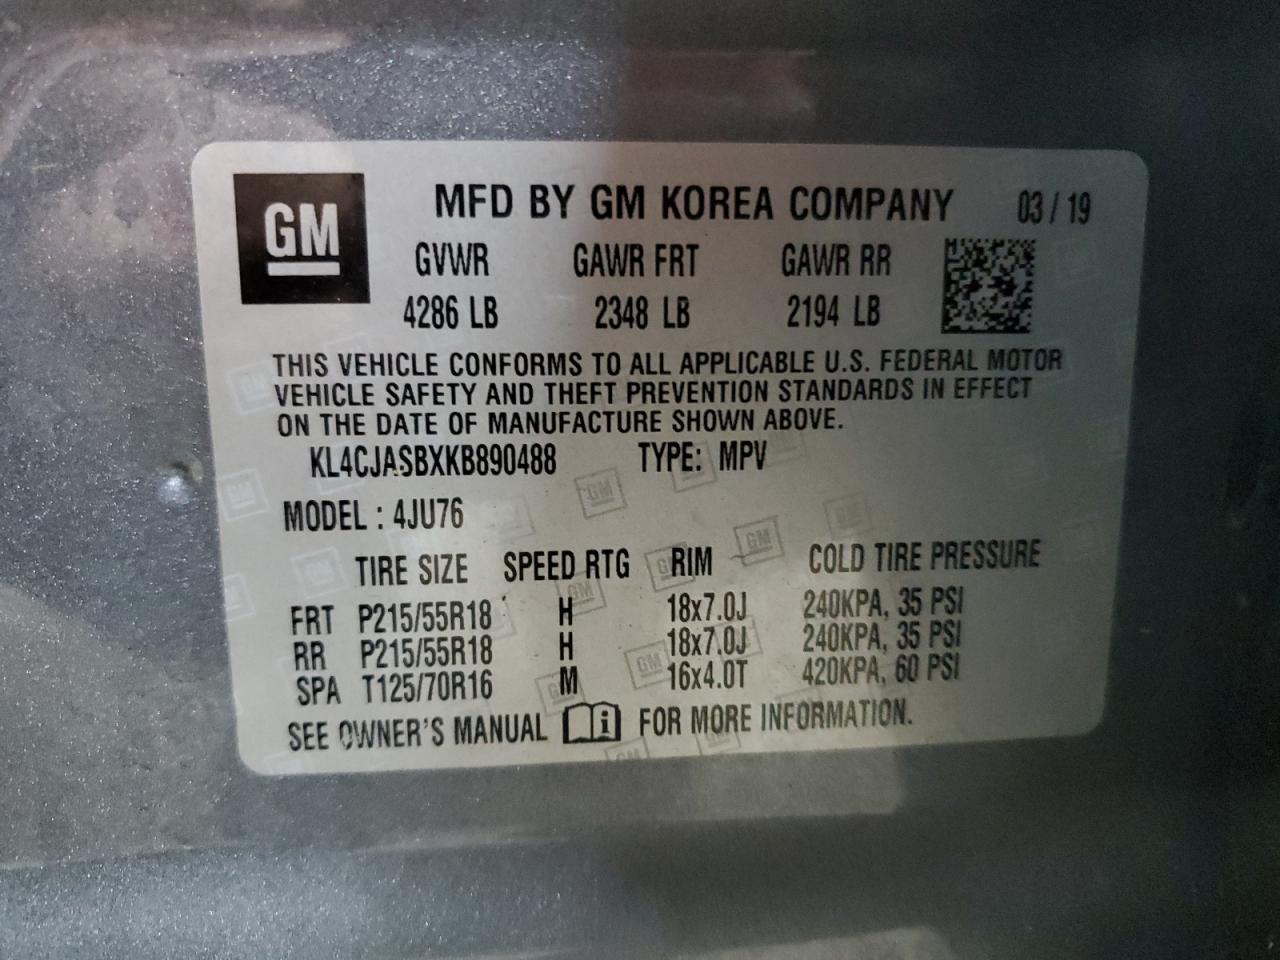 GM
MFD BY GM KOREA COMPANY 03 / 19
GVWR GAWR FRT GAWR RR
4286 LB 2348 LB 2194 LB
THIS VEHICLE CONFORMS TO ALL APPLICABLE U.S. FEDERAL MOTOR
VEHICLE SAFETY AND THEFT PREVENTION STANDARDS IN EFFECT
ON THE DATE OF MANUFACTURE SHOWN ABOVE.
KL4CJASBXKB890488 TYPE: MPV
MODEL : 4JU76
TIRE SIZE SPEED RTG RIM COLD TIRE PRESSURE
FRT P215/55R18 H 18x7.0J 240KPA, 35 PSI
RR P215/55R18 H 18x7.0J 240KPA, 35 PSI
SPA T125/70R16 M 16x4.0T 420KPA, 60 PSI
SEE OWNER'S MANUAL FOR MORE INFORMATION.